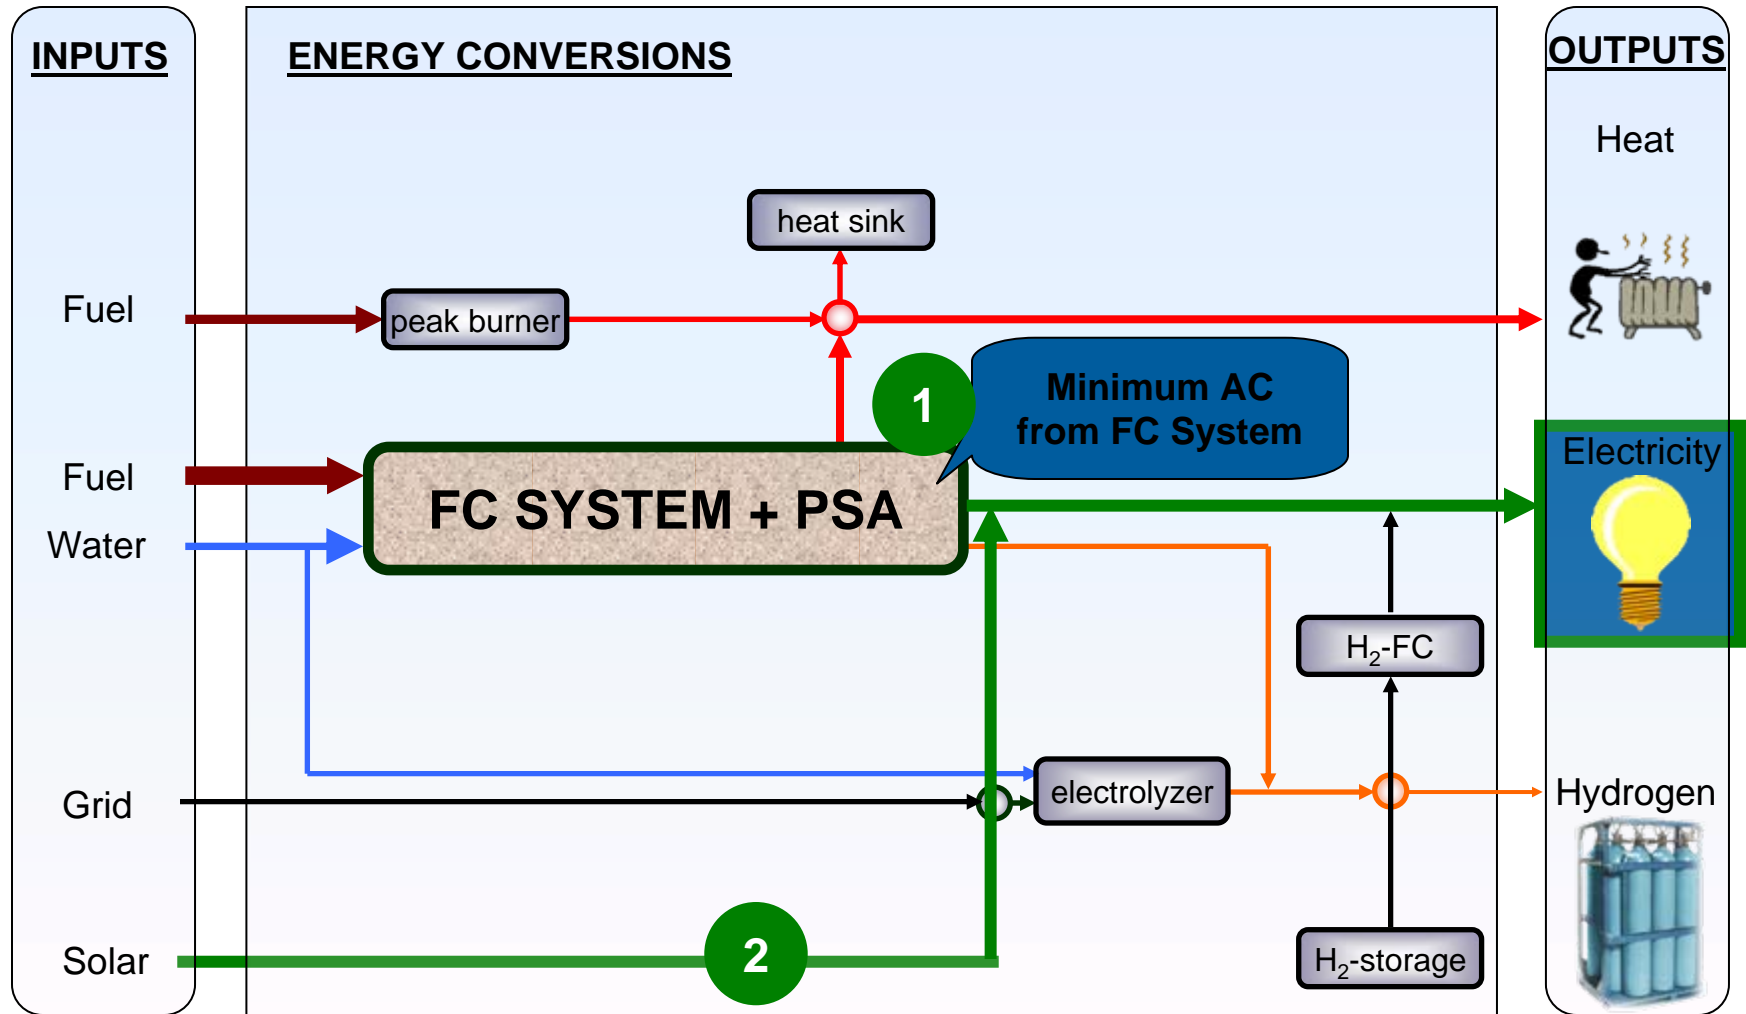 INPUTS
ENERGY CONVERSIONS
OUTPUTS
Heat
heat sink
Fuel
peak burner
1
Minimum AC
from FC System
Electricity
Fuel
FC SYSTEM + PSA
Water
H₂-FC
Grid
electrolyzer
Hydrogen
Solar
2
H₂-storage